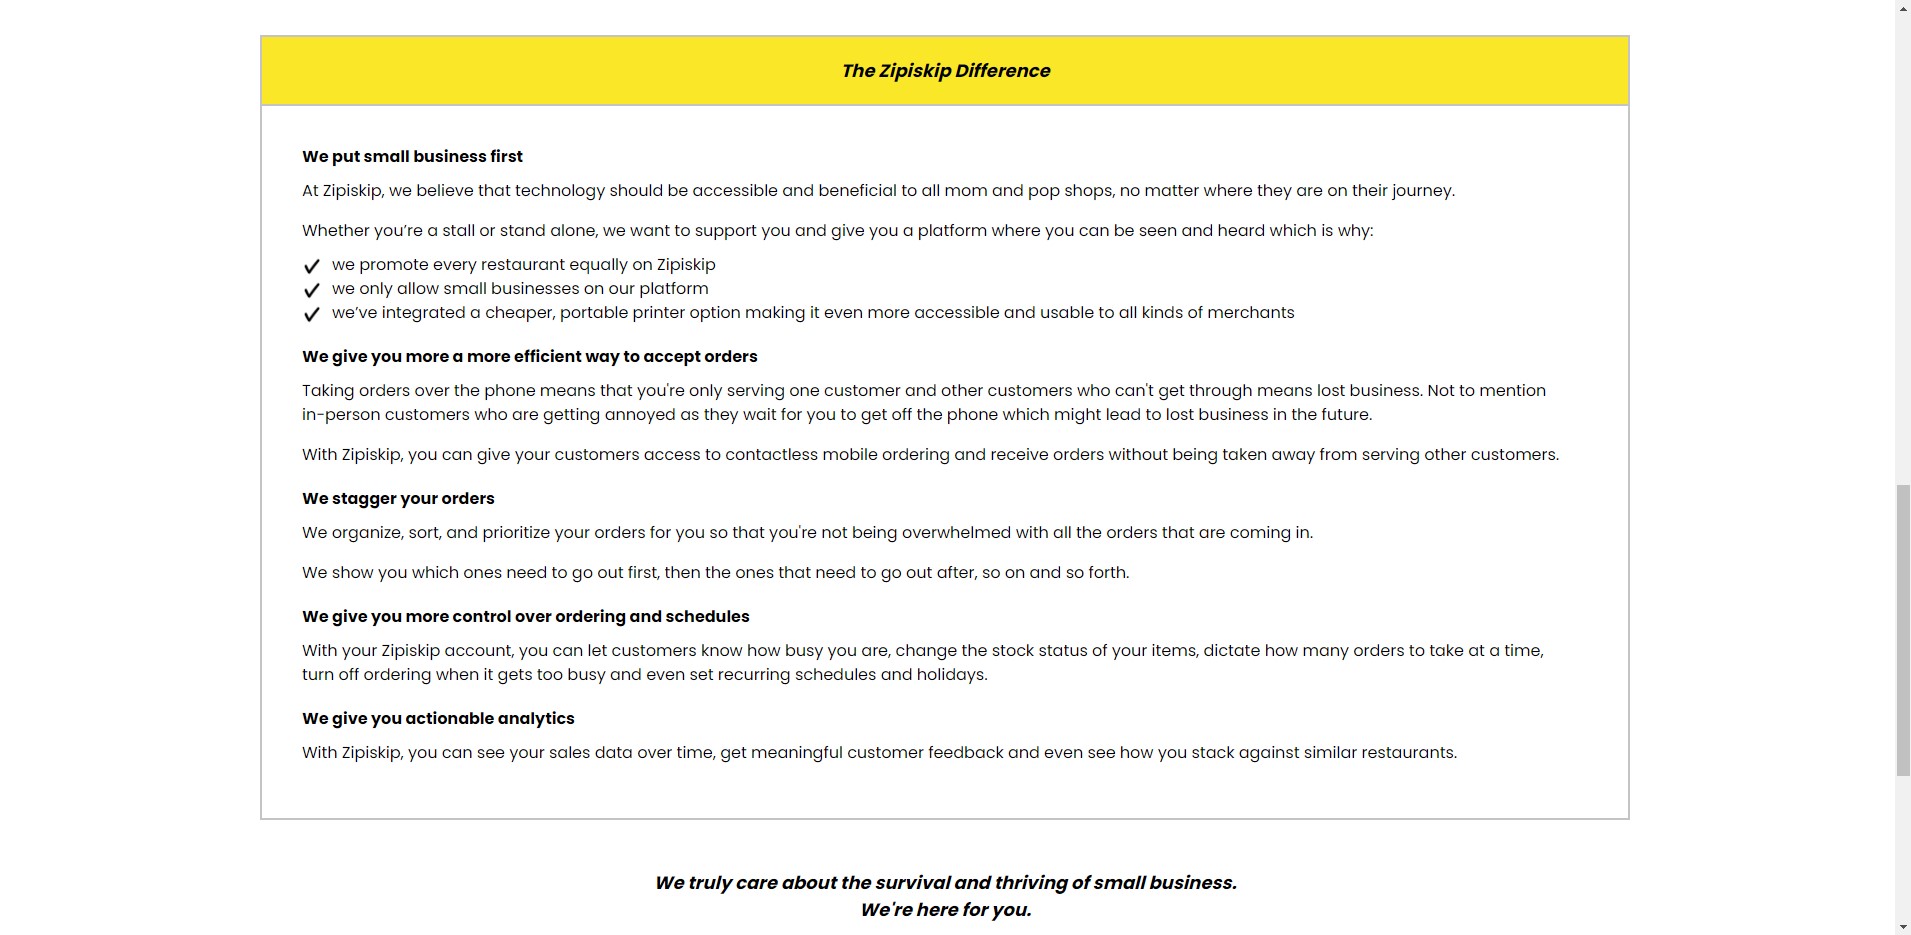 The Zipiskip Difference
We put small business first
At Zipiskip, we believe that technology should be accessible and beneficial to all mom and pop shops, no matter where they are on their journey.
Whether you’re a stall or stand alone, we want to support you and give you a platform where you can be seen and heard which is why:
we promote every restaurant equally on Zipiskip
we only allow small businesses on our platform
we’ve integrated a cheaper, portable printer option making it even more accessible and usable to all kinds of merchants
We give you more a more efficient way to accept orders
Taking orders over the phone means that you're only serving one customer and other customers who can't get through means lost business. Not to mention
in-person customers who are getting annoyed as they wait for you to get off the phone which might lead to lost business in the future.
With Zipiskip, you can give your customers access to contactless mobile ordering and receive orders without being taken away from serving other customers.
We stagger your orders
We organize, sort, and prioritize your orders for you so that you're not being overwhelmed with all the orders that are coming in.
We show you which ones need to go out first, then the ones that need to go out after, so on and so forth.
We give you more control over ordering and schedules
With your Zipiskip account, you can let customers know how busy you are, change the stock status of your items, dictate how many orders to take at a time,
turn off ordering when it gets too busy and even set recurring schedules and holidays.
We give you actionable analytics
With Zipiskip, you can see your sales data over time, get meaningful customer feedback and even see how you stack against similar restaurants.
We truly care about the survival and thriving of small business.
We're here for you.